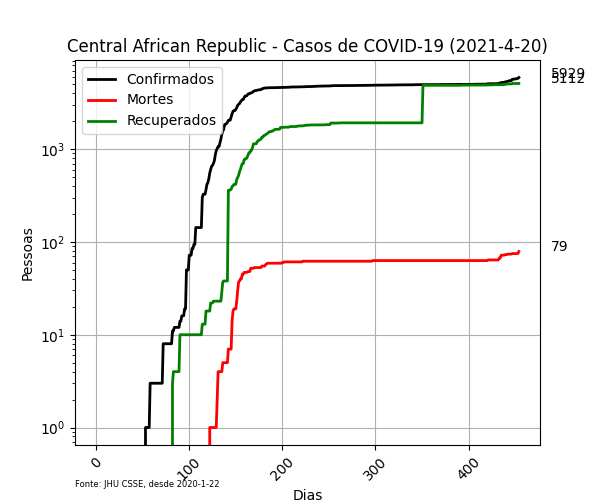 Central African Republic - Casos de COVID-19 (2021-4-20)
Confirmados
Mortes
Recuperados
5929
5112
79
10³
10²
10¹
10⁰
Pessoas
0
100
200
300
400
Fonte: JHU CSSE, desde 2020-1-22
Dias